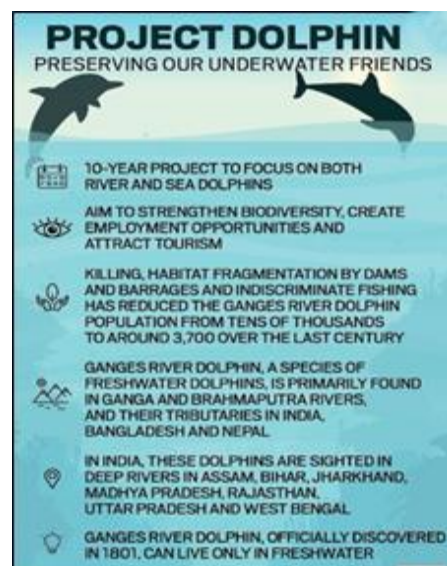 PROJECT DOLPHIN
PRESERVING OUR UNDERWATER FRIENDS
10-YEAR PROJECT TO FOCUS ON BOTH
RIVER AND SEA DOLPHINS
AIM TO STRENGTHEN BIODIVERSITY, CREATE
EMPLOYMENT OPPORTUNITIES AND
ATTRACT TOURISM
KILLING, HABITAT FRAGMENTATION BY DAMS
AND BARRAGES AND INDISCRIMINATE FISHING
HAS REDUCED THE GANGES RIVER DOLPHIN
POPULATION FROM TENS OF THOUSANDS
TO AROUND 3,700 OVER THE LAST CENTURY
GANGES RIVER DOLPHIN, A SPECIES OF
FRESHWATER DOLPHINS, IS PRIMARILY FOUND
IN GANGA AND BRAHMAPUTRA RIVERS,
AND THEIR TRIBUTARIES IN INDIA,
BANGLADESH AND NEPAL
IN INDIA, THESE DOLPHINS ARE SIGHTED IN
DEEP RIVERS IN ASSAM, BIHAR, JHARKHAND,
MADHYA PRADESH, RAJASTHAN,
UTTAR PRADESH AND WEST BENGAL
GANGES RIVER DOLPHIN, OFFICIALLY DISCOVERED
IN 1801, CAN LIVE ONLY IN FRESHWATER